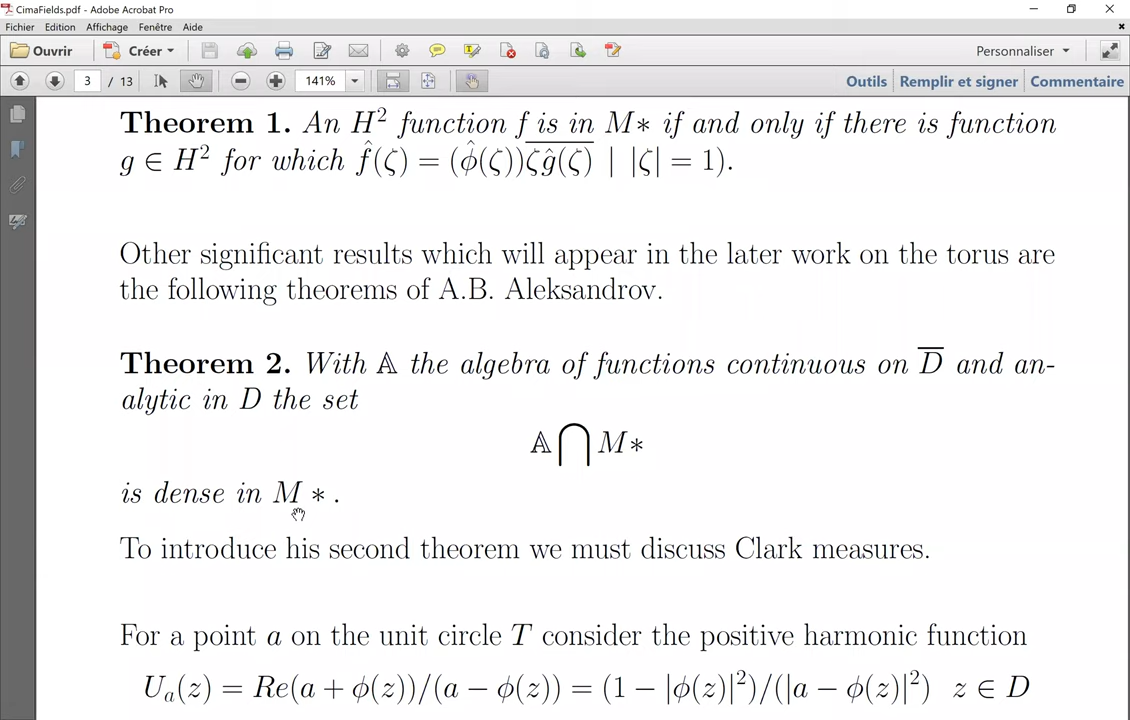 CimaFields.pdf - Adobe Acrobat Pro
Fichier Edition Affichage Fenêtre Aide
Ouvrir Créer Personnaliser
3 / 13 141% Outils Remplir et signer Commentaire
Theorem 1. An H² function f is in M∗ if and only if there is function
g ∈ H² for which f̂(ζ) = (ϕ̂(ζ))\overline{ζĝ(ζ)} | |ζ| = 1).
Other significant results which will appear in the later work on the torus are
the following theorems of A.B. Aleksandrov.
Theorem 2. With 𝔸 the algebra of functions continuous on D̅ and an-
alytic in D the set
𝔸 ⋂ M∗
is dense in M ∗ .
To introduce his second theorem we must discuss Clark measures.
For a point a on the unit circle T consider the positive harmonic function
Uₐ(z) = Re(a + ϕ(z))/(a − ϕ(z)) = (1 − |ϕ(z)|²)/(|a − ϕ(z)|²) z ∈ D